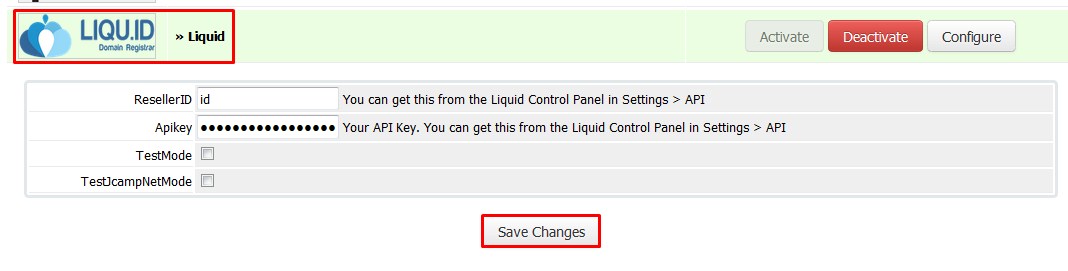 LIQU.ID
Domain Registrar
» Liquid
Activate
Deactivate
Configure
ResellerID
id
You can get this from the Liquid Control Panel in Settings > API
Apikey
●●●●●●●●●●●●●●●●●
Your API Key. You can get this from the Liquid Control Panel in Settings > API
TestMode
TestJcampNetMode
Save Changes